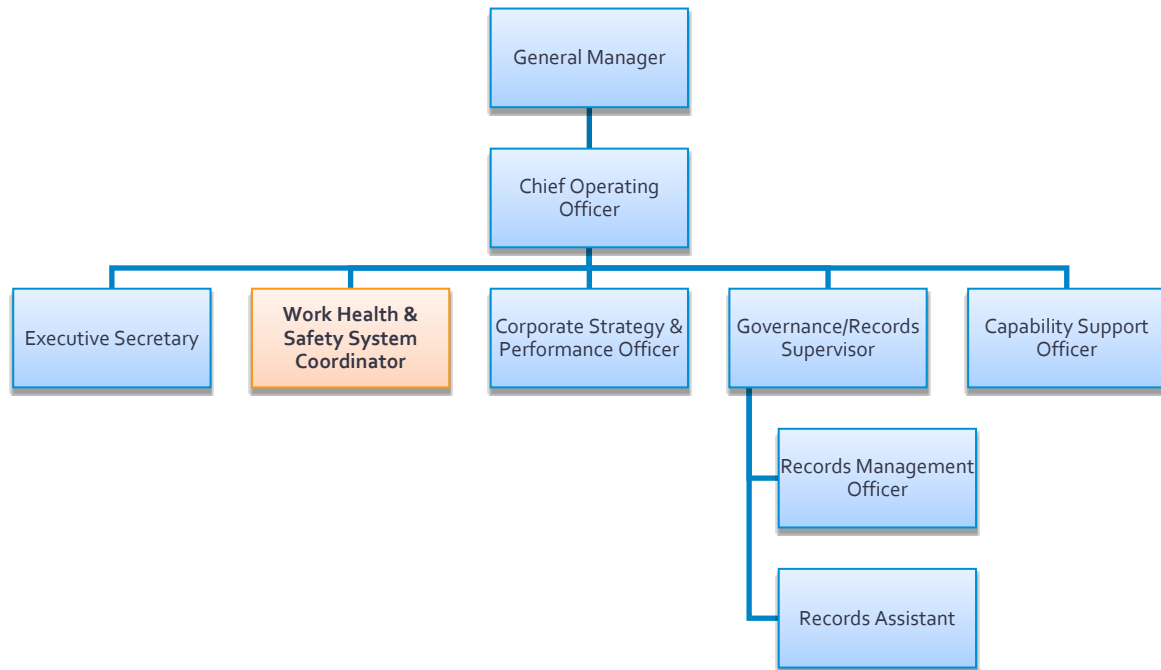 General Manager
Chief Operating
Officer
Executive Secretary
Work Health &
Safety System
Coordinator
Corporate Strategy &
Performance Officer
Governance/Records
Supervisor
Capability Support
Officer
Records Management
Officer
Records Assistant